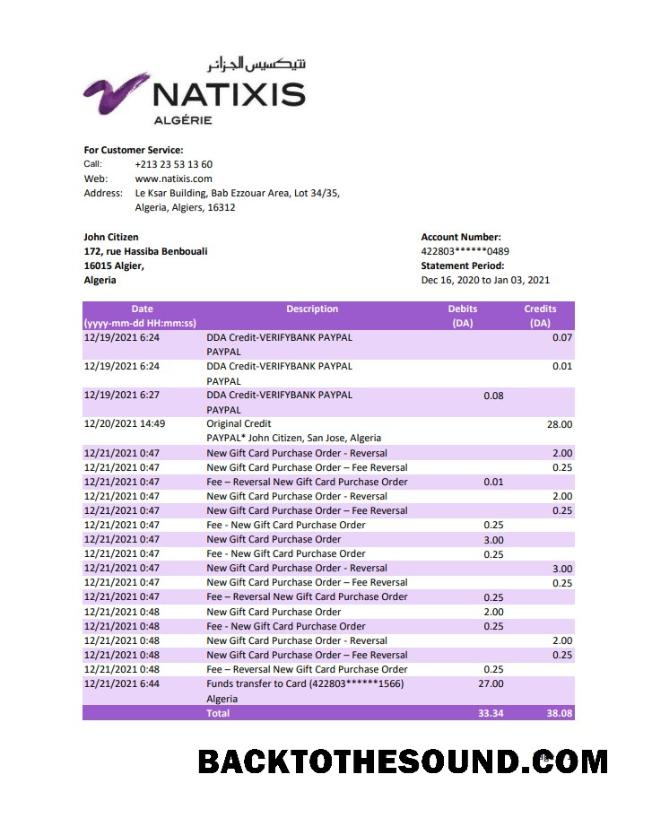 نتيكسيس الجزائر
NATIXIS
ALGÉRIE
For Customer Service:
Call: +213 23 53 13 60
Web: www.natixis.com
Address: Le Ksar Building, Bab Ezzouar Area, Lot 34/35,
Algeria, Algiers, 16312
John Citizen
172, rue Hassiba Benbouali
16015 Algier,
Algeria
Account Number:
422803******0489
Statement Period:
Dec 16, 2020 to Jan 03, 2021
Date Description Debits Credits
(yyyy-mm-dd HH:mm:ss) (DA) (DA)
12/19/2021 6:24 DDA Credit-VERIFYBANK PAYPAL 0.07
PAYPAL
12/19/2021 6:24 DDA Credit-VERIFYBANK PAYPAL 0.01
PAYPAL
12/19/2021 6:27 DDA Credit-VERIFYBANK PAYPAL 0.08
PAYPAL
12/20/2021 14:49 Original Credit 28.00
PAYPAL* John Citizen, San Jose, Algeria
12/21/2021 0:47 New Gift Card Purchase Order - Reversal 2.00
12/21/2021 0:47 New Gift Card Purchase Order – Fee Reversal 0.25
12/21/2021 0:47 Fee – Reversal New Gift Card Purchase Order 0.01
12/21/2021 0:47 New Gift Card Purchase Order - Reversal 2.00
12/21/2021 0:47 New Gift Card Purchase Order – Fee Reversal 0.25
12/21/2021 0:47 Fee - New Gift Card Purchase Order 0.25
12/21/2021 0:47 New Gift Card Purchase Order 3.00
12/21/2021 0:47 Fee - New Gift Card Purchase Order 0.25
12/21/2021 0:47 New Gift Card Purchase Order - Reversal 3.00
12/21/2021 0:47 New Gift Card Purchase Order – Fee Reversal 0.25
12/21/2021 0:47 Fee – Reversal New Gift Card Purchase Order 0.25
12/21/2021 0:48 New Gift Card Purchase Order 2.00
12/21/2021 0:48 Fee - New Gift Card Purchase Order 0.25
12/21/2021 0:48 New Gift Card Purchase Order - Reversal 2.00
12/21/2021 0:48 New Gift Card Purchase Order – Fee Reversal 0.25
12/21/2021 0:48 Fee – Reversal New Gift Card Purchase Order 0.25
12/21/2021 6:44 Funds transfer to Card (422803******1566) 27.00
Algeria
Total 33.34 38.08
BACKTOTHESOUND.COM